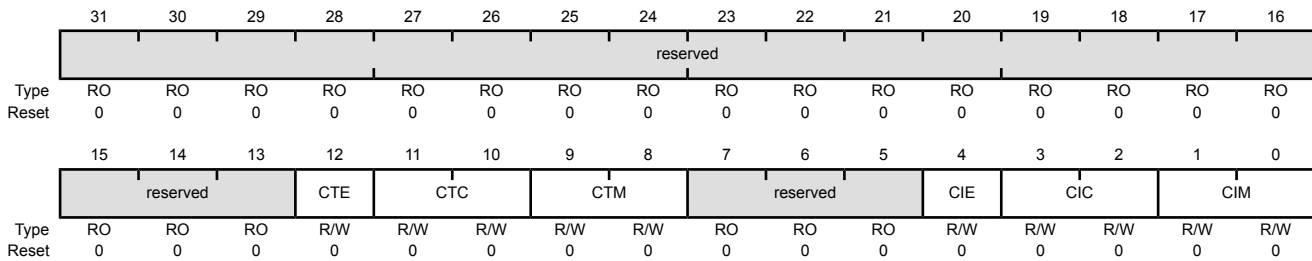 31 30 29 28 27 26 25 24 23 22 21 20 19 18 17 16
reserved
Type RO RO RO RO RO RO RO RO RO RO RO RO RO RO RO RO
Reset 0 0 0 0 0 0 0 0 0 0 0 0 0 0 0 0
15 14 13 12 11 10 9 8 7 6 5 4 3 2 1 0
reserved CTE CTC CTM reserved CIE CIC CIM
Type RO RO RO R/W R/W R/W R/W R/W RO RO RO R/W R/W R/W R/W R/W
Reset 0 0 0 0 0 0 0 0 0 0 0 0 0 0 0 0